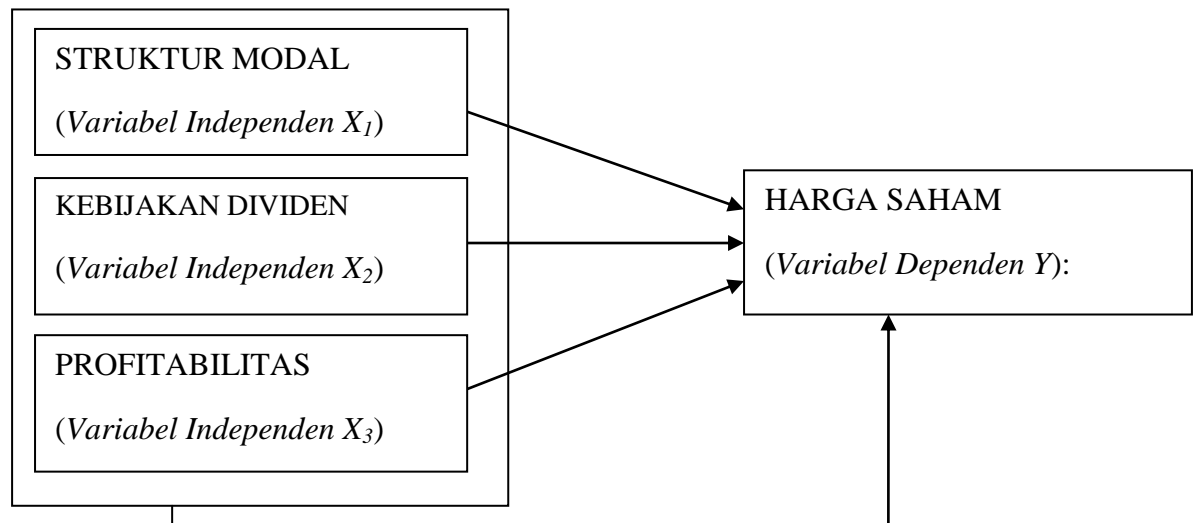 STRUKTUR MODAL
(Variabel Independen X1)
KEBIJAKAN DIVIDEN
(Variabel Independen X2)
PROFITABILITAS
(Variabel Independen X3)
HARGA SAHAM
(Variabel Dependen Y):